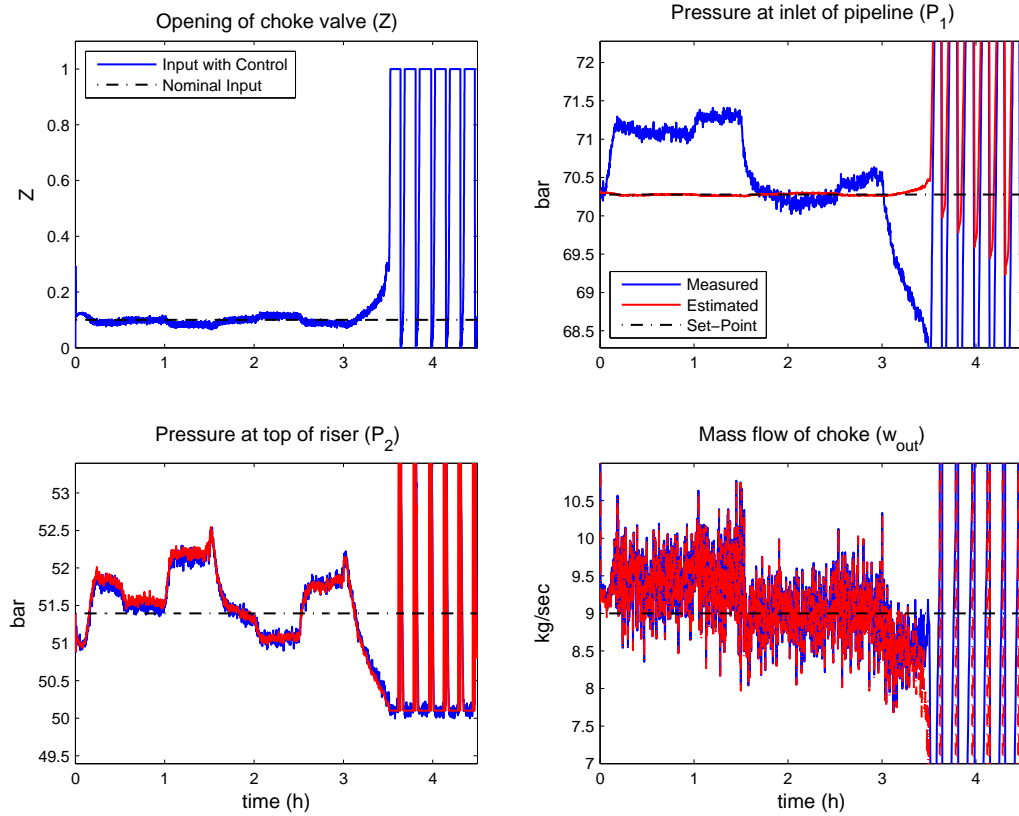 Opening of choke valve (Z)
1
0.8
0.6
0.4
0.2
0
Z
Input with Control
Nominal Input
0 1 2 3 4
Pressure at inlet of pipeline (P1)
72
71.5
71
70.5
70
69.5
69
68.5
bar
Measured
Estimated
Set-Point
0 1 2 3 4
Pressure at top of riser (P2)
53
52.5
52
51.5
51
50.5
50
49.5
bar
0 1 2 3 4
time (h)
Mass flow of choke (wout)
10.5
10
9.5
9
8.5
8
7.5
7
kg/sec
0 1 2 3 4
time (h)